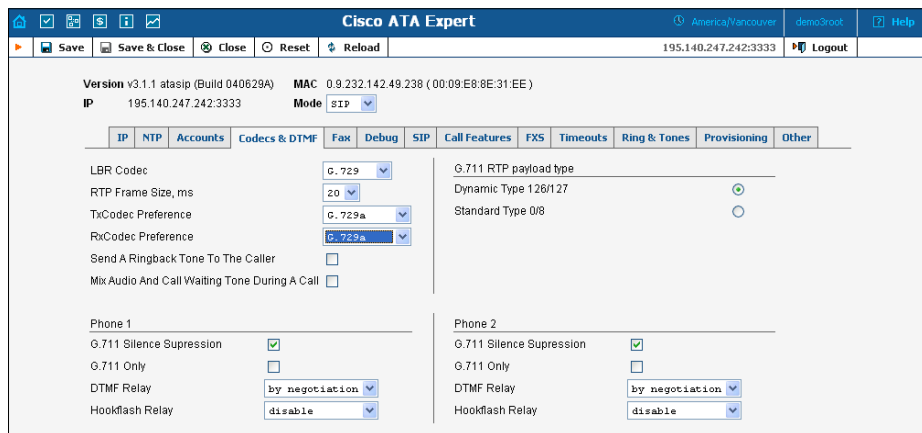 Cisco ATA Expert America/Vancouver demo3root ? Help
Save Save & Close Close Reset Reload 195.140.247.242:3333 Logout
Version v3.1.1 atasip (Build 040629A) MAC 0.9.232.142.49.238 ( 00:09:E8:8E:31:EE )
IP 195.140.247.242:3333 Mode SIP
IP NTP Accounts Codecs & DTMF Fax Debug SIP Call Features FXS Timeouts Ring & Tones Provisioning Other
LBR Codec G.729 G.711 RTP payload type
RTP Frame Size, ms 20 Dynamic Type 126/127
TxCodec Preference G.729a Standard Type 0/8
RxCodec Preference G.729a
Send A Ringback Tone To The Caller
Mix Audio And Call Waiting Tone During A Call
Phone 1 Phone 2
G.711 Silence Supression G.711 Silence Supression
G.711 Only G.711 Only
DTMF Relay by negotiation DTMF Relay by negotiation
Hookflash Relay disable Hookflash Relay disable